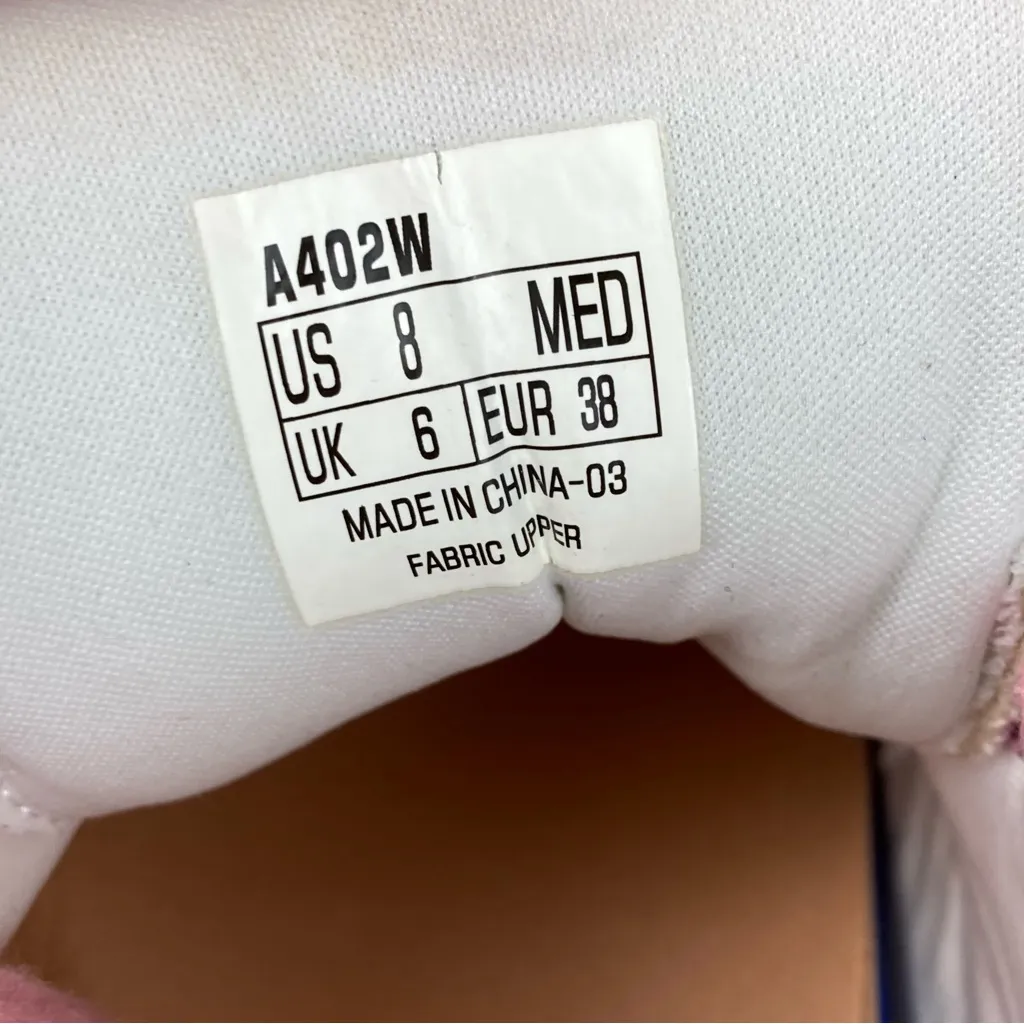 A402W
US 8 MED
UK 6 EUR 38
MADE IN CHINA-03
FABRIC UPPER